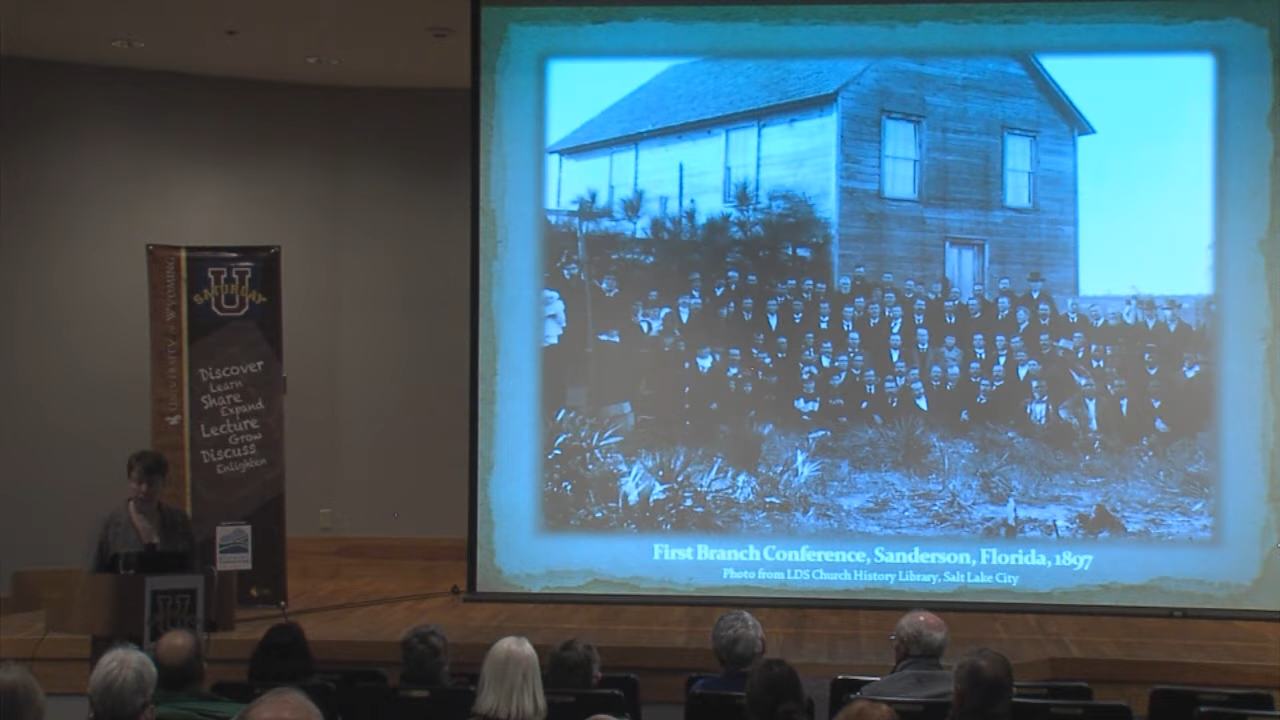 First Branch Conference, Sanderson, Florida, 1897
Photo from LDS Church History Library, Salt Lake City
UNIVERSITY of WYOMING
U
SATURDAY
Discover
Learn
Share
Expand
Lecture
Grow
Discuss
Enlighten